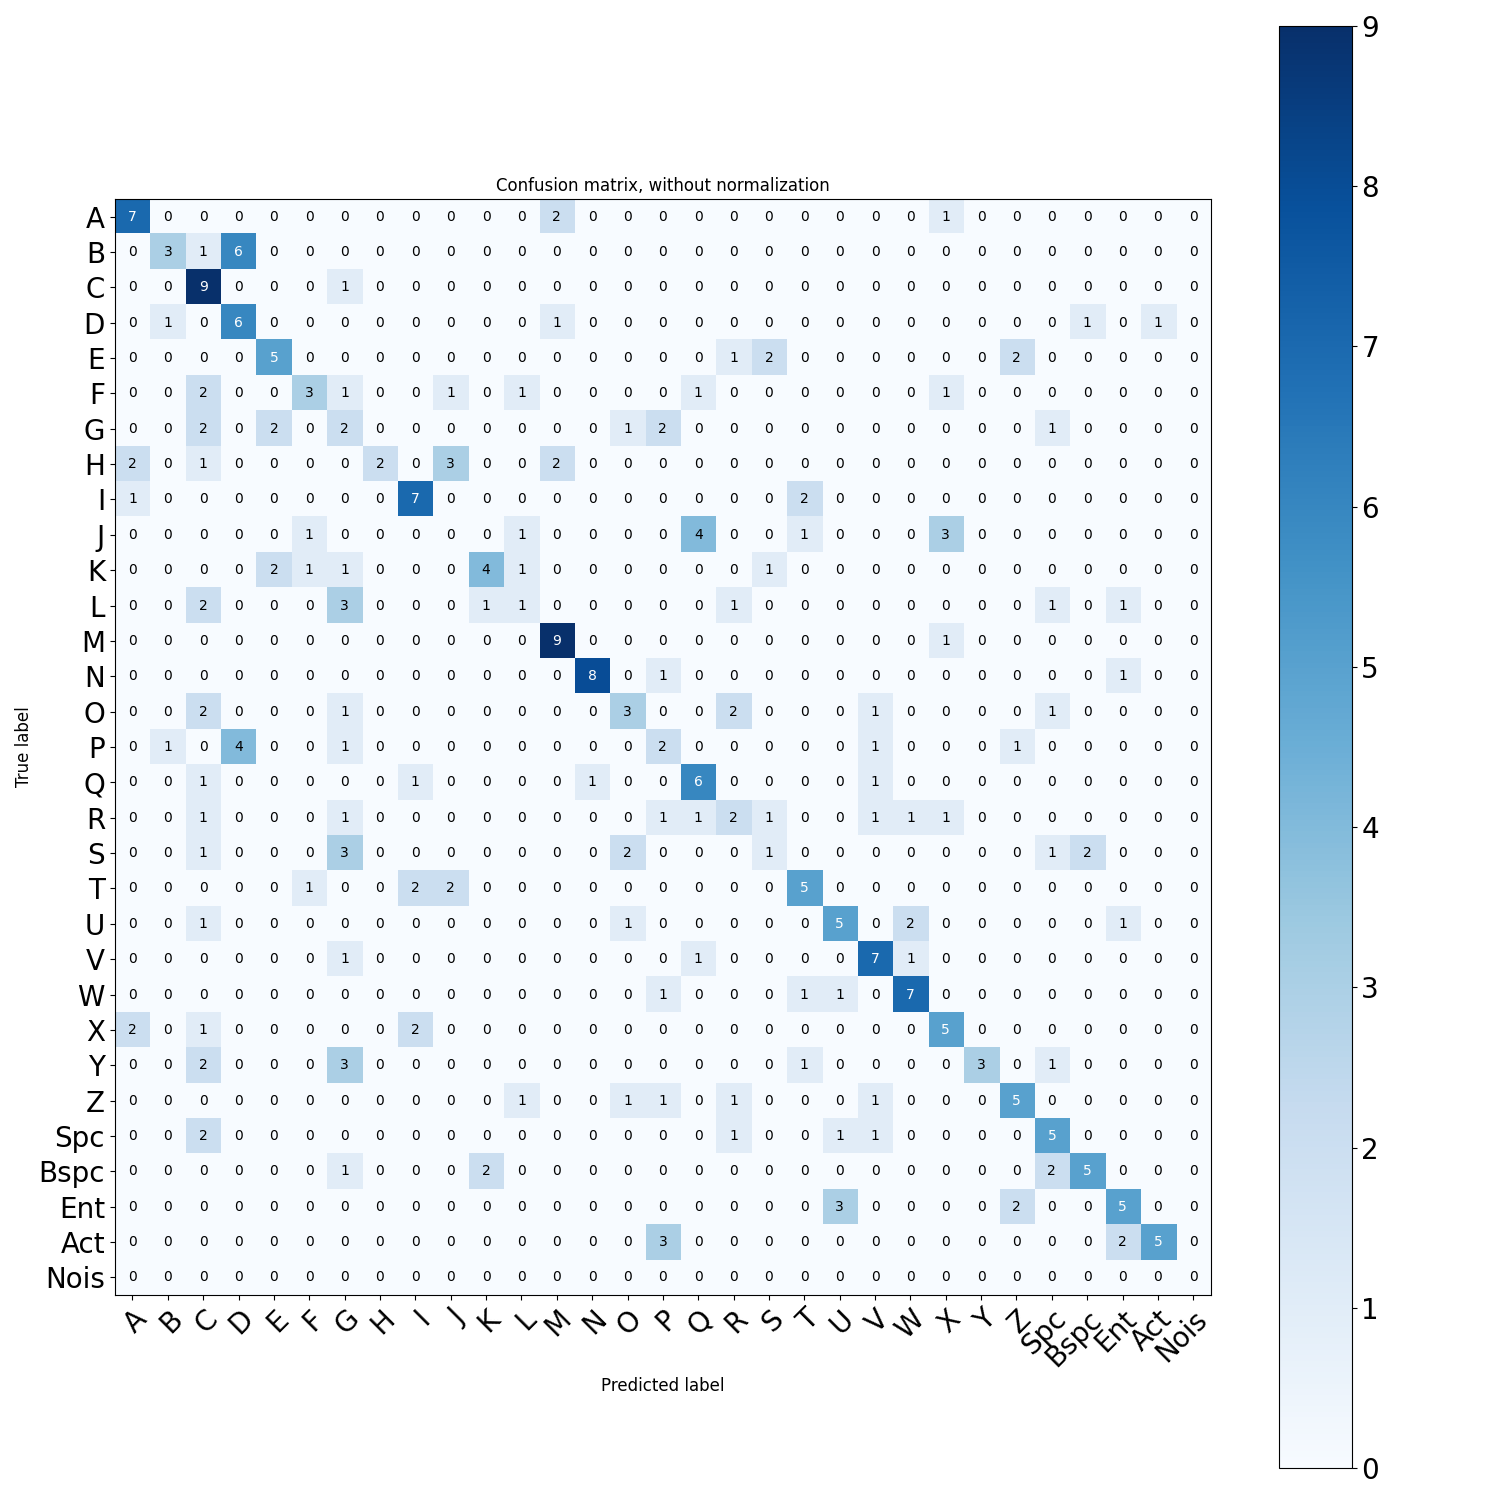 Confusion matrix, without normalization
A 7 0 0 0 0 0 0 0 0 0 0 0 2 0 0 0 0 0 0 0 0 0 0 1 0 0 0 0 0 0 0
B 0 3 1 6 0 0 0 0 0 0 0 0 0 0 0 0 0 0 0 0 0 0 0 0 0 0 0 0 0 0 0
C 0 0 9 0 0 0 1 0 0 0 0 0 0 0 0 0 0 0 0 0 0 0 0 0 0 0 0 0 0 0 0
D 0 1 0 6 0 0 0 0 0 0 0 0 1 0 0 0 0 0 0 0 0 0 0 0 0 0 0 1 0 1 0
E 0 0 0 0 5 0 0 0 0 0 0 0 0 0 0 0 0 1 2 0 0 0 0 0 0 2 0 0 0 0 0
F 0 0 2 0 0 3 1 0 0 1 0 1 0 0 0 0 1 0 0 0 0 0 0 1 0 0 0 0 0 0 0
G 0 0 2 0 2 0 2 0 0 0 0 0 0 0 1 2 0 0 0 0 0 0 0 0 0 0 1 0 0 0 0
H 2 0 1 0 0 0 0 2 0 3 0 0 2 0 0 0 0 0 0 0 0 0 0 0 0 0 0 0 0 0 0
I 1 0 0 0 0 0 0 0 7 0 0 0 0 0 0 0 0 0 0 2 0 0 0 0 0 0 0 0 0 0 0
J 0 0 0 0 0 1 0 0 0 0 0 1 0 0 0 0 4 0 0 1 0 0 0 3 0 0 0 0 0 0 0
K 0 0 0 0 2 1 1 0 0 0 4 1 0 0 0 0 0 0 1 0 0 0 0 0 0 0 0 0 0 0 0
L 0 0 2 0 0 0 3 0 0 0 1 1 0 0 0 0 0 1 0 0 0 0 0 0 0 0 1 0 1 0 0
M 0 0 0 0 0 0 0 0 0 0 0 0 9 0 0 0 0 0 0 0 0 0 0 1 0 0 0 0 0 0 0
N 0 0 0 0 0 0 0 0 0 0 0 0 0 8 0 1 0 0 0 0 0 0 0 0 0 0 0 0 1 0 0
O 0 0 2 0 0 0 1 0 0 0 0 0 0 0 3 0 0 2 0 0 0 1 0 0 0 0 1 0 0 0 0
P 0 1 0 4 0 0 1 0 0 0 0 0 0 0 0 2 0 0 0 0 0 1 0 0 0 1 0 0 0 0 0
Q 0 0 1 0 0 0 0 0 1 0 0 0 0 1 0 0 6 0 0 0 0 1 0 0 0 0 0 0 0 0 0
R 0 0 1 0 0 0 1 0 0 0 0 0 0 0 0 1 1 2 1 0 0 1 1 1 0 0 0 0 0 0 0
S 0 0 1 0 0 0 3 0 0 0 0 0 0 0 2 0 0 0 1 0 0 0 0 0 0 0 1 2 0 0 0
T 0 0 0 0 0 1 0 0 2 2 0 0 0 0 0 0 0 0 0 5 0 0 0 0 0 0 0 0 0 0 0
U 0 0 1 0 0 0 0 0 0 0 0 0 0 0 1 0 0 0 0 0 5 0 2 0 0 0 0 0 1 0 0
V 0 0 0 0 0 0 1 0 0 0 0 0 0 0 0 0 1 0 0 0 0 7 1 0 0 0 0 0 0 0 0
W 0 0 0 0 0 0 0 0 0 0 0 0 0 0 0 1 0 0 0 1 1 0 7 0 0 0 0 0 0 0 0
X 2 0 1 0 0 0 0 0 2 0 0 0 0 0 0 0 0 0 0 0 0 0 0 5 0 0 0 0 0 0 0
Y 0 0 2 0 0 0 3 0 0 0 0 0 0 0 0 0 0 0 0 1 0 0 0 0 3 0 1 0 0 0 0
Z 0 0 0 0 0 0 0 0 0 0 0 1 0 0 1 1 0 1 0 0 0 1 0 0 0 5 0 0 0 0 0
Spc 0 0 2 0 0 0 0 0 0 0 0 0 0 0 0 0 0 1 0 0 1 1 0 0 0 0 5 0 0 0 0
Bspc 0 0 0 0 0 0 1 0 0 0 2 0 0 0 0 0 0 0 0 0 0 0 0 0 0 0 2 5 0 0 0
Ent 0 0 0 0 0 0 0 0 0 0 0 0 0 0 0 0 0 0 0 0 3 0 0 0 0 2 0 0 5 0 0
Act 0 0 0 0 0 0 0 0 0 0 0 0 0 0 0 3 0 0 0 0 0 0 0 0 0 0 0 0 2 5 0
Nois 0 0 0 0 0 0 0 0 0 0 0 0 0 0 0 0 0 0 0 0 0 0 0 0 0 0 0 0 0 0 0
A B C D E F G H I J K L M N O P Q R S T U V W X Y Z Spc Bspc Ent Act Nois
Predicted label
True label
9
8
7
6
5
4
3
2
1
0